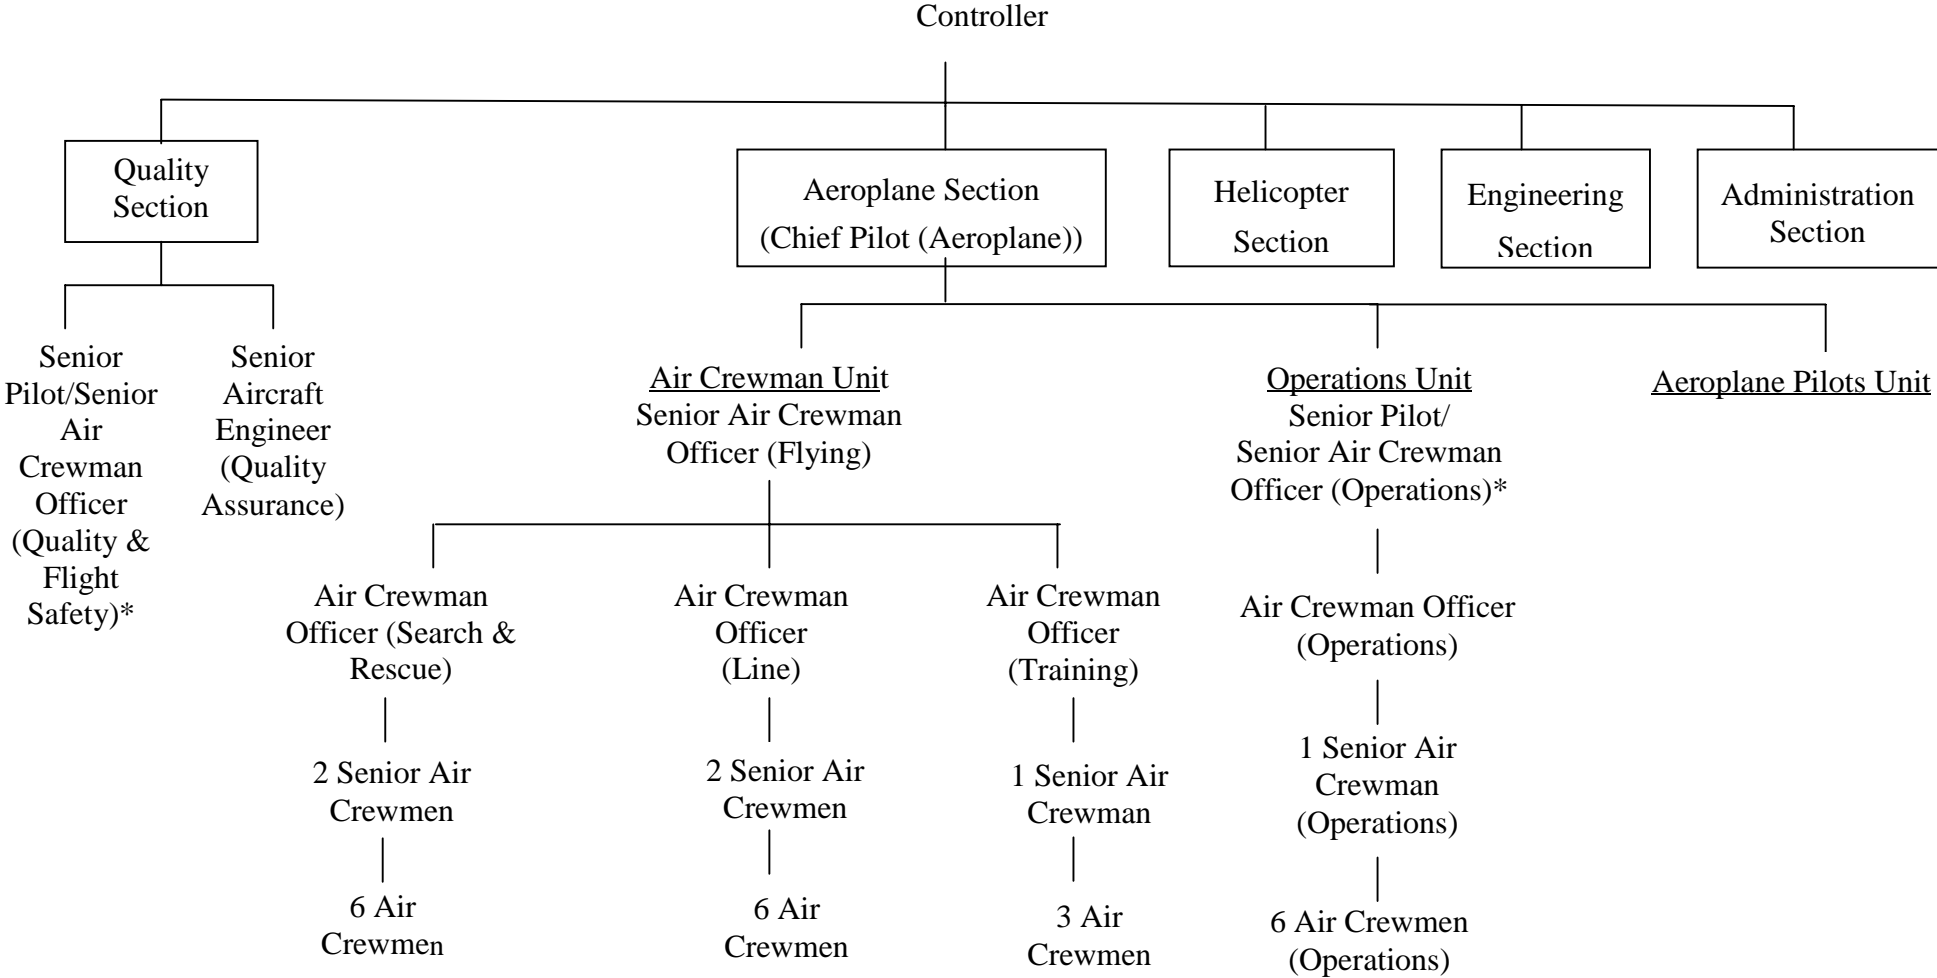 Controller
Quality
Section
Aeroplane Section
(Chief Pilot (Aeroplane))
Helicopter
Section
Engineering
Section
Administration
Section
Senior
Pilot/Senior
Air
Crewman
Officer
(Quality &
Flight
Safety)*
Senior
Aircraft
Engineer
(Quality
Assurance)
Air Crewman Unit
Senior Air Crewman
Officer (Flying)
Operations Unit
Senior Pilot/
Senior Air Crewman
Officer (Operations)*
Aeroplane Pilots Unit
Air Crewman
Officer (Search &
Rescue)
Air Crewman
Officer
(Line)
Air Crewman
Officer
(Training)
Air Crewman Officer
(Operations)
2 Senior Air
Crewmen
2 Senior Air
Crewmen
1 Senior Air
Crewman
1 Senior Air
Crewman
(Operations)
6 Air
Crewmen
6 Air
Crewmen
3 Air
Crewmen
6 Air Crewmen
(Operations)